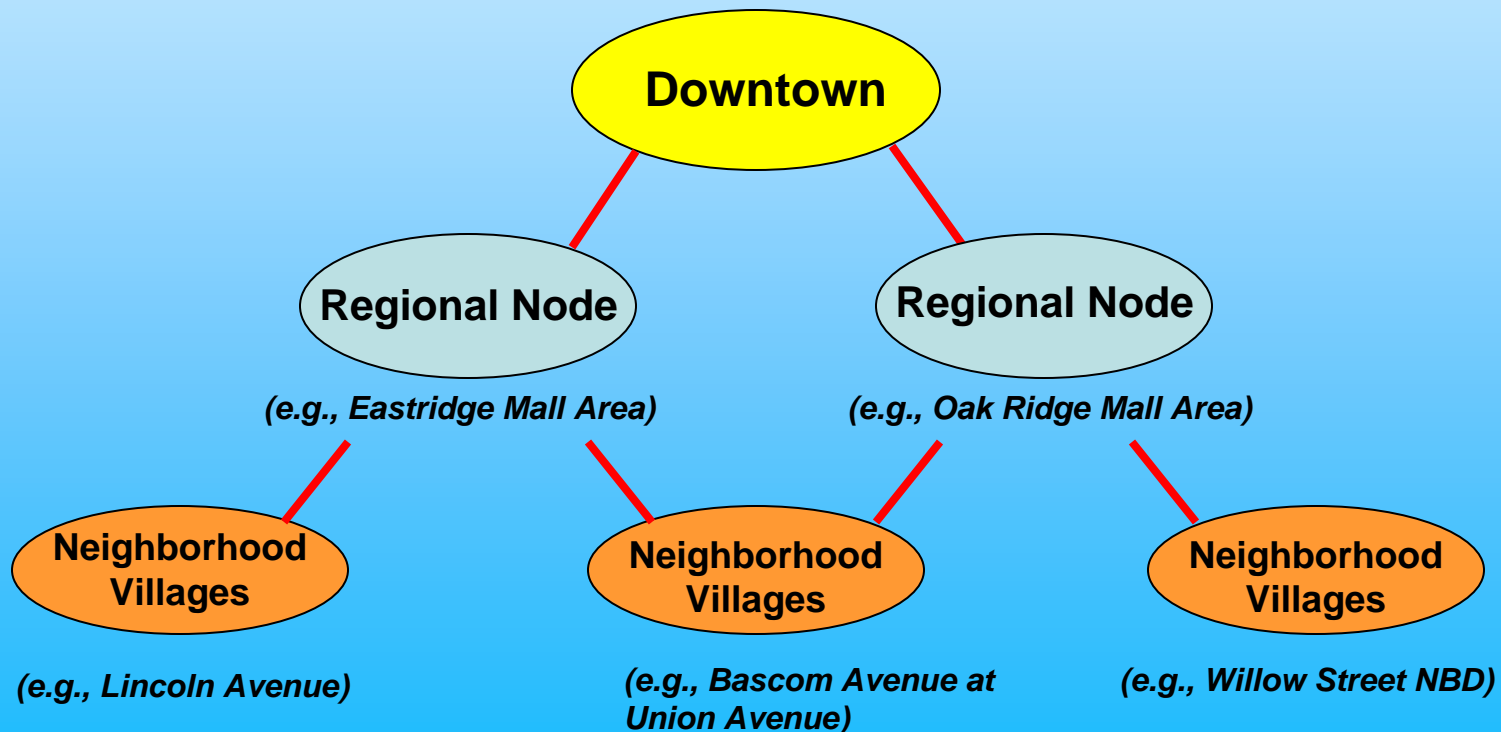 Downtown
Regional Node
Regional Node
(e.g., Eastridge Mall Area)
(e.g., Oak Ridge Mall Area)
Neighborhood
Villages
Neighborhood
Villages
Neighborhood
Villages
(e.g., Lincoln Avenue)
(e.g., Bascom Avenue at
Union Avenue)
(e.g., Willow Street NBD)